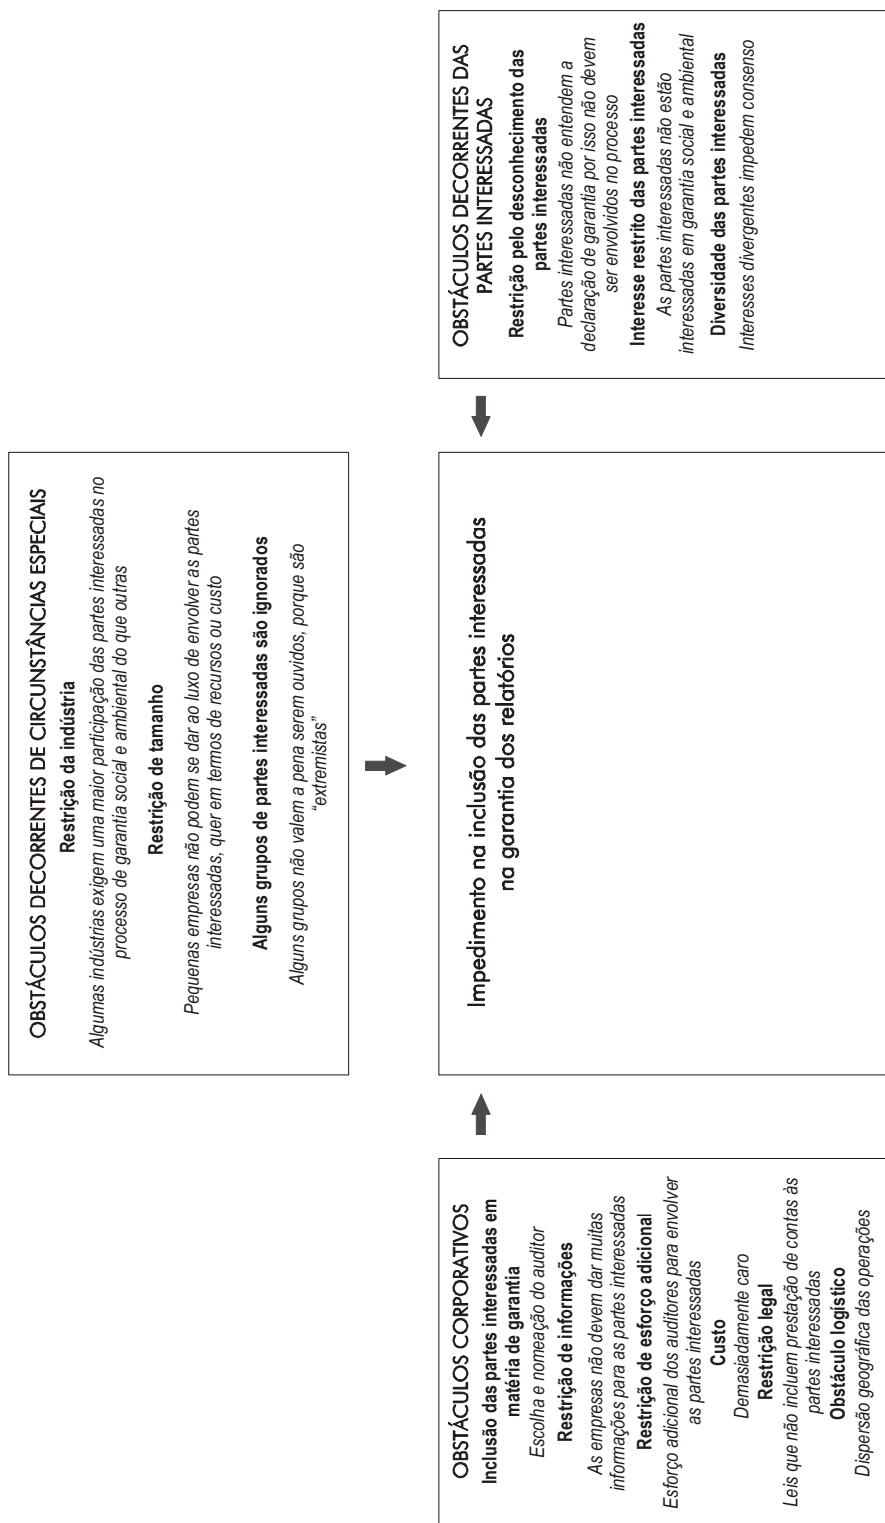 OBSTÁCULOS DECORRENTES DE CIRCUNSTÂNCIAS ESPECIAIS
Restrição da indústria
Algumas indústrias exigem uma maior participação das partes interessadas no
processo de garantia social e ambiental do que outras
Restrição de tamanho
Pequenas empresas não podem se dar ao luxo de envolver as partes
interessadas, quer em termos de recursos ou custo
Alguns grupos de partes interessadas são ignorados
Alguns grupos não valem a pena serem ouvidos, porque são
“extremistas”
OBSTÁCULOS CORPORATIVOS
Inclusão das partes interessadas em
matéria de garantia
Escolha e nomeação do auditor
Restrição de informações
As empresas não devem dar muitas
informações para as partes interessadas
Restrição de esforço adicional
Esforço adicional dos auditores para envolver
as partes interessadas
Custo
Demasiadamente caro
Restrição legal
Leis que não incluem prestação de contas às
partes interessadas
Obstáculo logístico
Dispersão geográfica das operações
Impedimento na inclusão das partes interessadas
na garantia dos relatórios
OBSTÁCULOS DECORRENTES DAS
PARTES INTERESSADAS
Restrição pelo desconhecimento das
partes interessadas
Partes interessadas não entendem a
declaração de garantia por isso não devem
ser envolvidos no processo
Interesse restrito das partes interessadas
As partes interessadas não estão
interessadas em garantia social e ambiental
Diversidade das partes interessadas
Interesses divergentes impedem consenso